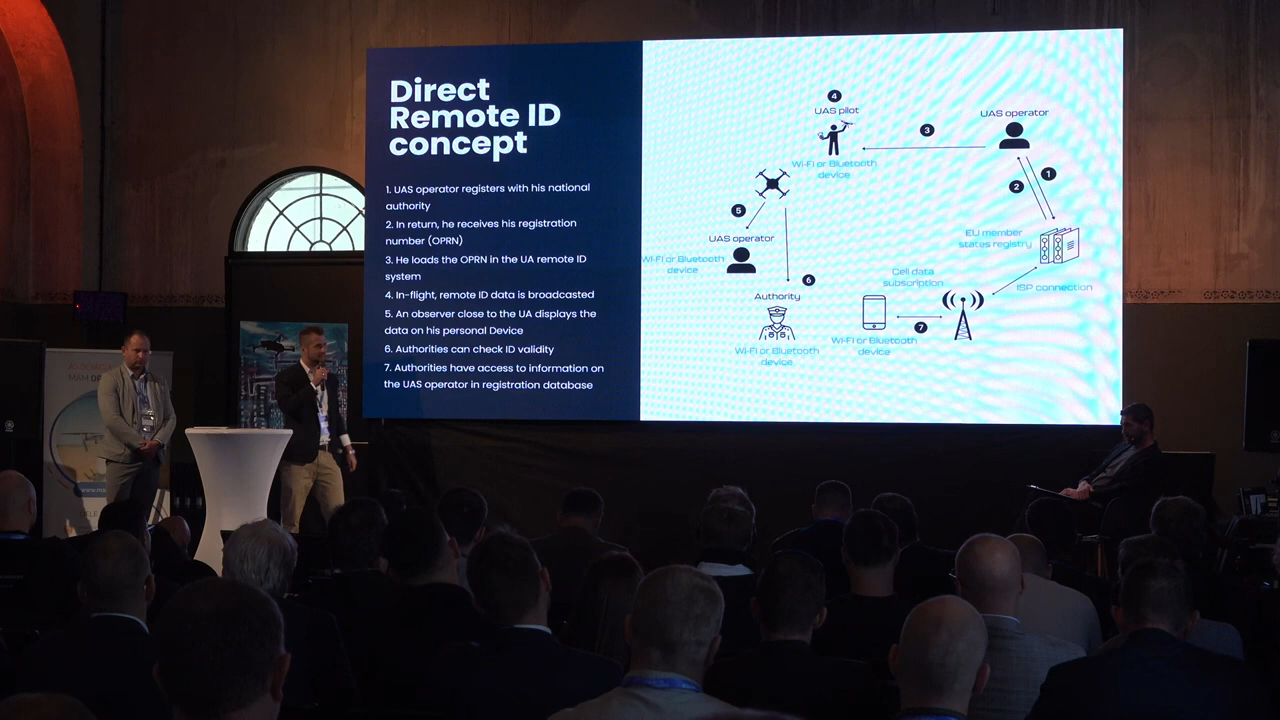 Direct
Remote ID
concept
1. UAS operator registers with his national
authority
2. In return, he receives his registration
number (OPRN)
3. He loads the OPRN in the UA remote ID
system
4. In-flight, remote ID data is broadcasted
5. An observer close to the UA displays the
data on his personal Device
6. Authorities can check ID validity
7. Authorities have access to information on
the UAS operator in registration database
4
UAS pilot
Wi-FI or Bluetooth
device
3
UAS operator
1
2
EU member
states registry
ISP connection
5
UAS operator
WI-FI or Bluetooth
device
6
Authority
Wi-FI or Bluetooth
device
Cell data
subscription
7
Wi-FI or Bluetooth
device